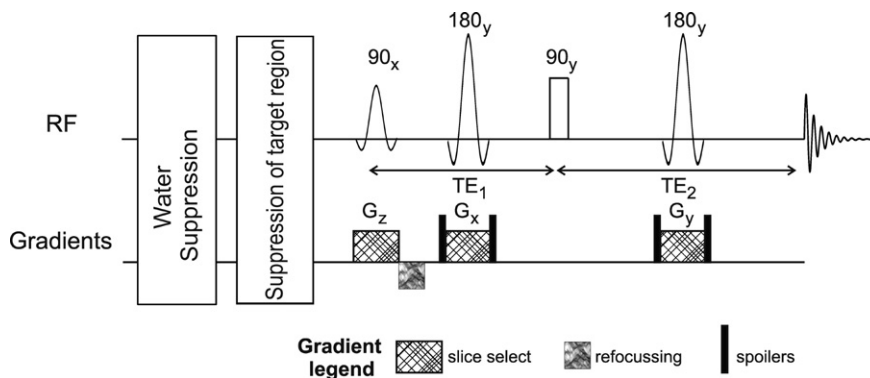 180y
180y
90x
90y
RF
Water
Suppression
Suppression of target region
TE1
TE2
Gz
Gx
Gy
Gradients
Gradient
legend
slice select
refocussing
spoilers